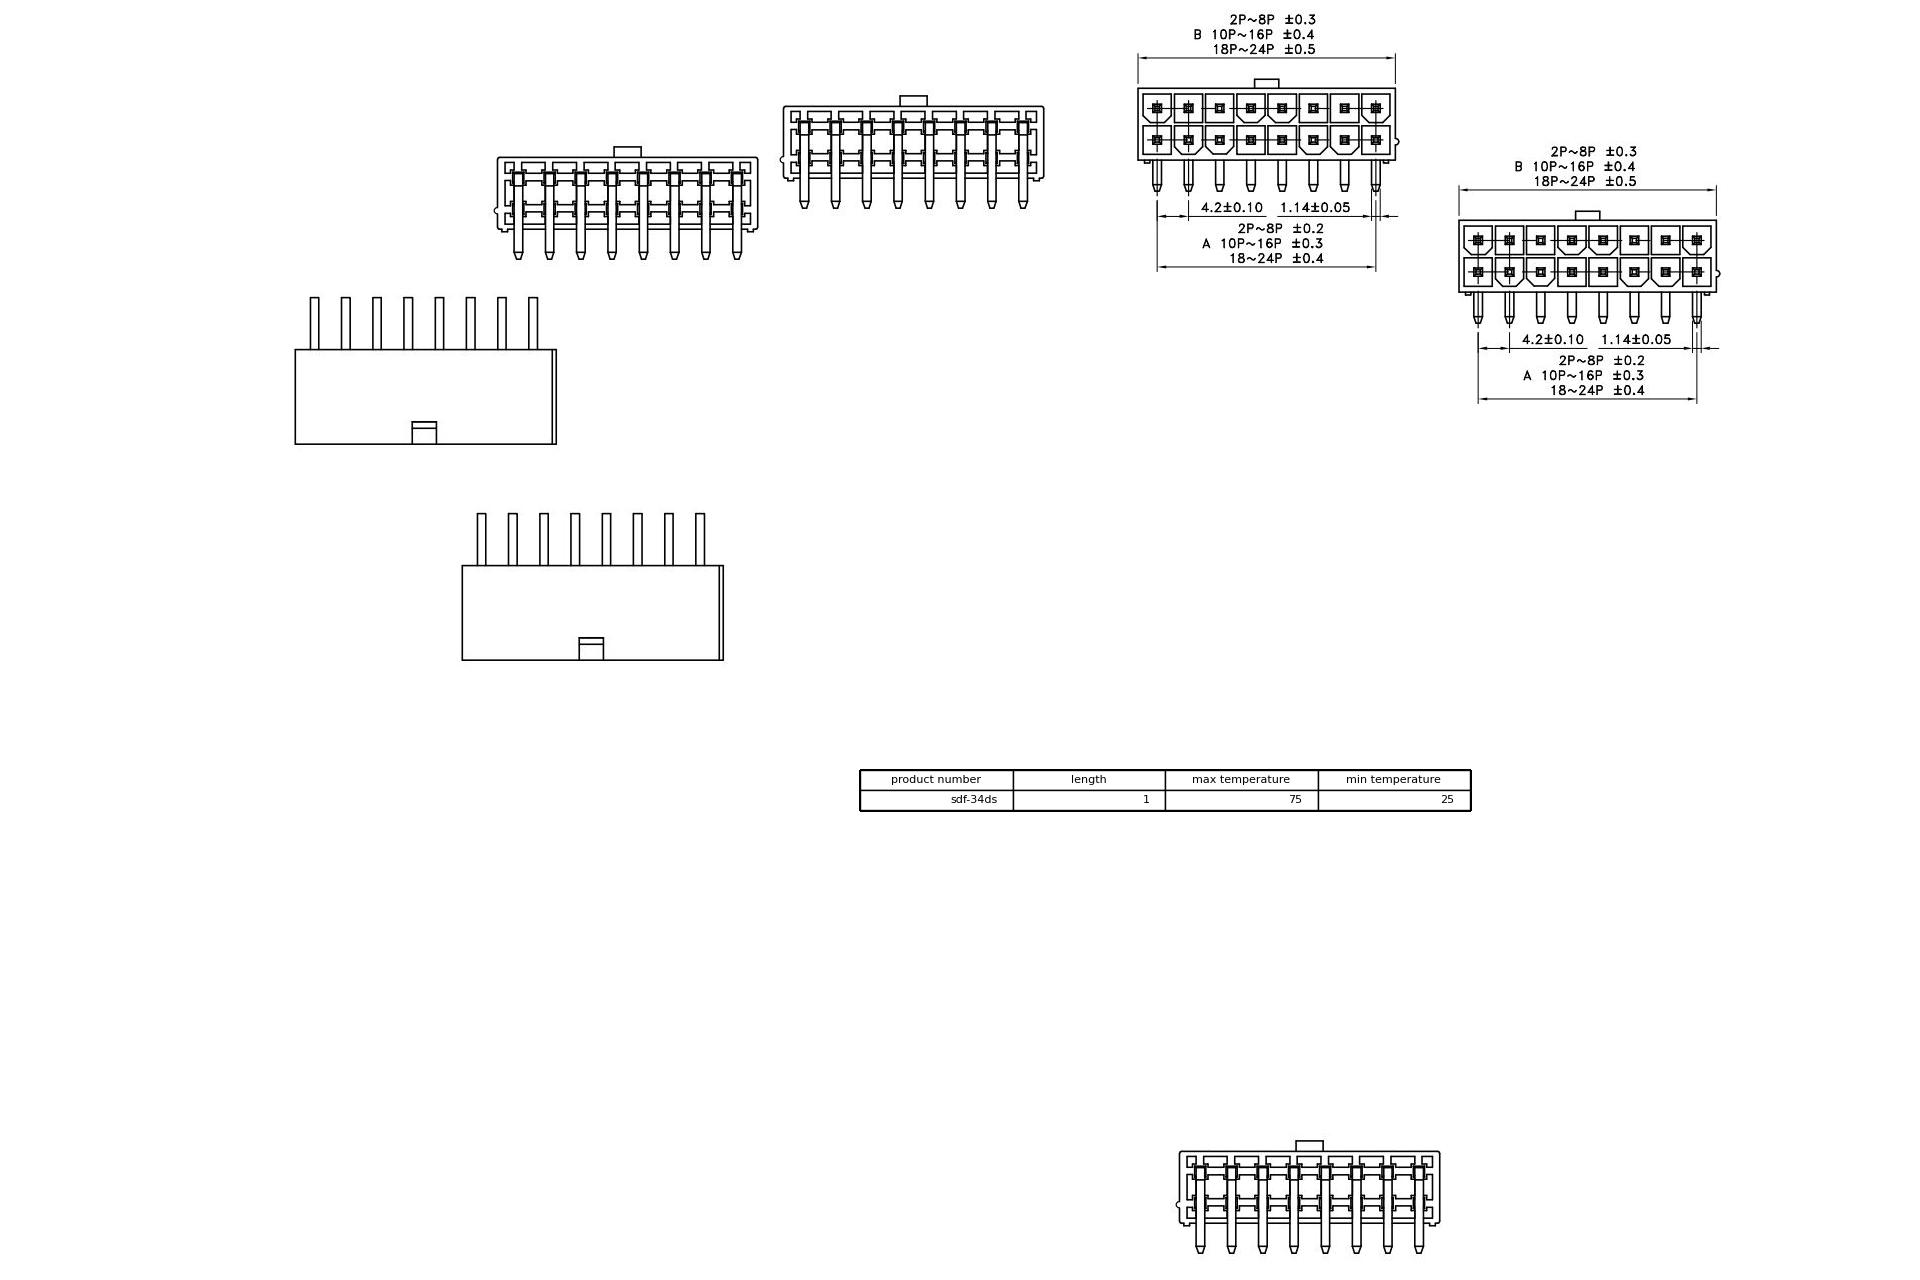 2P~8P ±0.3
B 10P~16P ±0.4
18P~24P ±0.5
4.2±0.10 1.14±0.05
2P~8P ±0.2
A 10P~16P ±0.3
18~24P ±0.4
2P~8P ±0.3
B 10P~16P ±0.4
18P~24P ±0.5
4.2±0.10 1.14±0.05
2P~8P ±0.2
A 10P~16P ±0.3
18~24P ±0.4
product number length max temperature min temperature
sdf-34ds 1 75 25